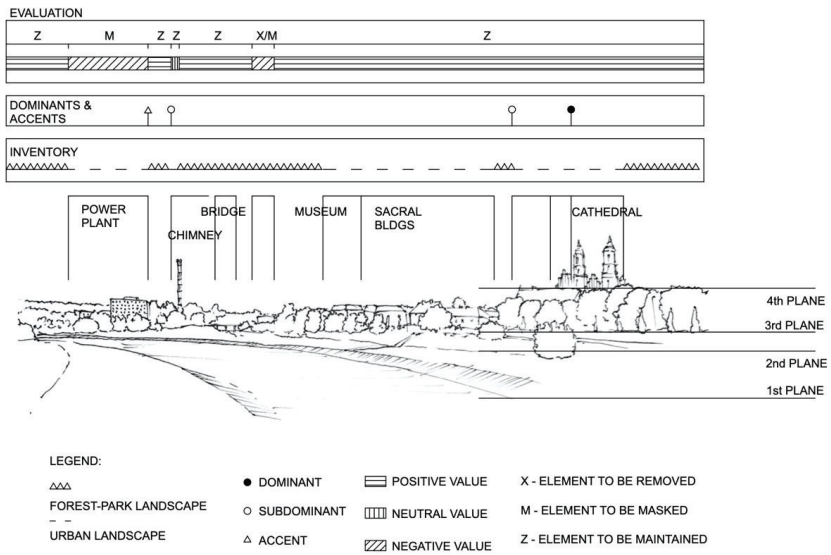 EVALUATION
Z M Z Z Z X/M Z
DOMINANTS &
ACCENTS
INVENTORY
POWER
PLANT
CHIMNEY
BRIDGE
MUSEUM
SACRAL
BLDGS
CATHEDRAL
4th PLANE
3rd PLANE
2nd PLANE
1st PLANE
LEGEND:
FOREST-PARK LANDSCAPE
URBAN LANDSCAPE
DOMINANT
SUBDOMINANT
ACCENT
POSITIVE VALUE
NEUTRAL VALUE
NEGATIVE VALUE
X - ELEMENT TO BE REMOVED
M - ELEMENT TO BE MASKED
Z - ELEMENT TO BE MAINTAINED